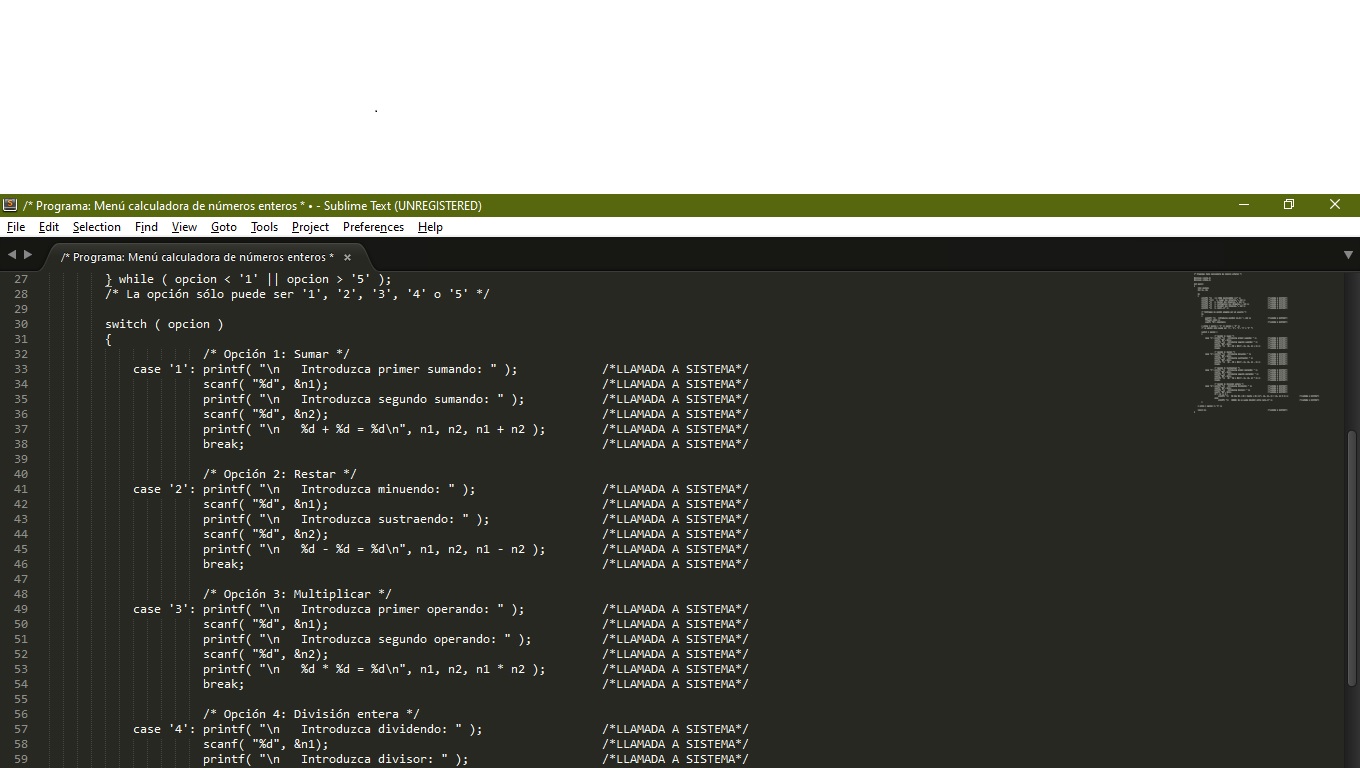 /* Programa: Menú calculadora de números enteros * • - Sublime Text (UNREGISTERED)
File Edit Selection Find View Goto Tools Project Preferences Help
/* Programa: Menú calculadora de números enteros * ×
27 } while ( opcion < '1' || opcion > '5' );
28 /* La opción sólo puede ser '1', '2', '3', '4' o '5' */
29
30 switch ( opcion )
31 {
32 /* Opción 1: Sumar */
33 case '1': printf( "\n   Introduzca primer sumando: " ); /*LLAMADA A SISTEMA*/
34 scanf( "%d", &n1); /*LLAMADA A SISTEMA*/
35 printf( "\n   Introduzca segundo sumando: " ); /*LLAMADA A SISTEMA*/
36 scanf( "%d", &n2); /*LLAMADA A SISTEMA*/
37 printf( "\n   %d + %d = %d\n", n1, n2, n1 + n2 ); /*LLAMADA A SISTEMA*/
38 break; /*LLAMADA A SISTEMA*/
39
40 /* Opción 2: Restar */
41 case '2': printf( "\n   Introduzca minuendo: " ); /*LLAMADA A SISTEMA*/
42 scanf( "%d", &n1); /*LLAMADA A SISTEMA*/
43 printf( "\n   Introduzca sustraendo: " ); /*LLAMADA A SISTEMA*/
44 scanf( "%d", &n2); /*LLAMADA A SISTEMA*/
45 printf( "\n   %d - %d = %d\n", n1, n2, n1 - n2 ); /*LLAMADA A SISTEMA*/
46 break; /*LLAMADA A SISTEMA*/
47
48 /* Opción 3: Multiplicar */
49 case '3': printf( "\n   Introduzca primer operando: " ); /*LLAMADA A SISTEMA*/
50 scanf( "%d", &n1); /*LLAMADA A SISTEMA*/
51 printf( "\n   Introduzca segundo operando: " ); /*LLAMADA A SISTEMA*/
52 scanf( "%d", &n2); /*LLAMADA A SISTEMA*/
53 printf( "\n   %d * %d = %d\n", n1, n2, n1 * n2 ); /*LLAMADA A SISTEMA*/
54 break; /*LLAMADA A SISTEMA*/
55
56 /* Opción 4: División entera */
57 case '4': printf( "\n   Introduzca dividendo: " ); /*LLAMADA A SISTEMA*/
58 scanf( "%d", &n1); /*LLAMADA A SISTEMA*/
59 printf( "\n   Introduzca divisor: " ); /*LLAMADA A SISTEMA*/